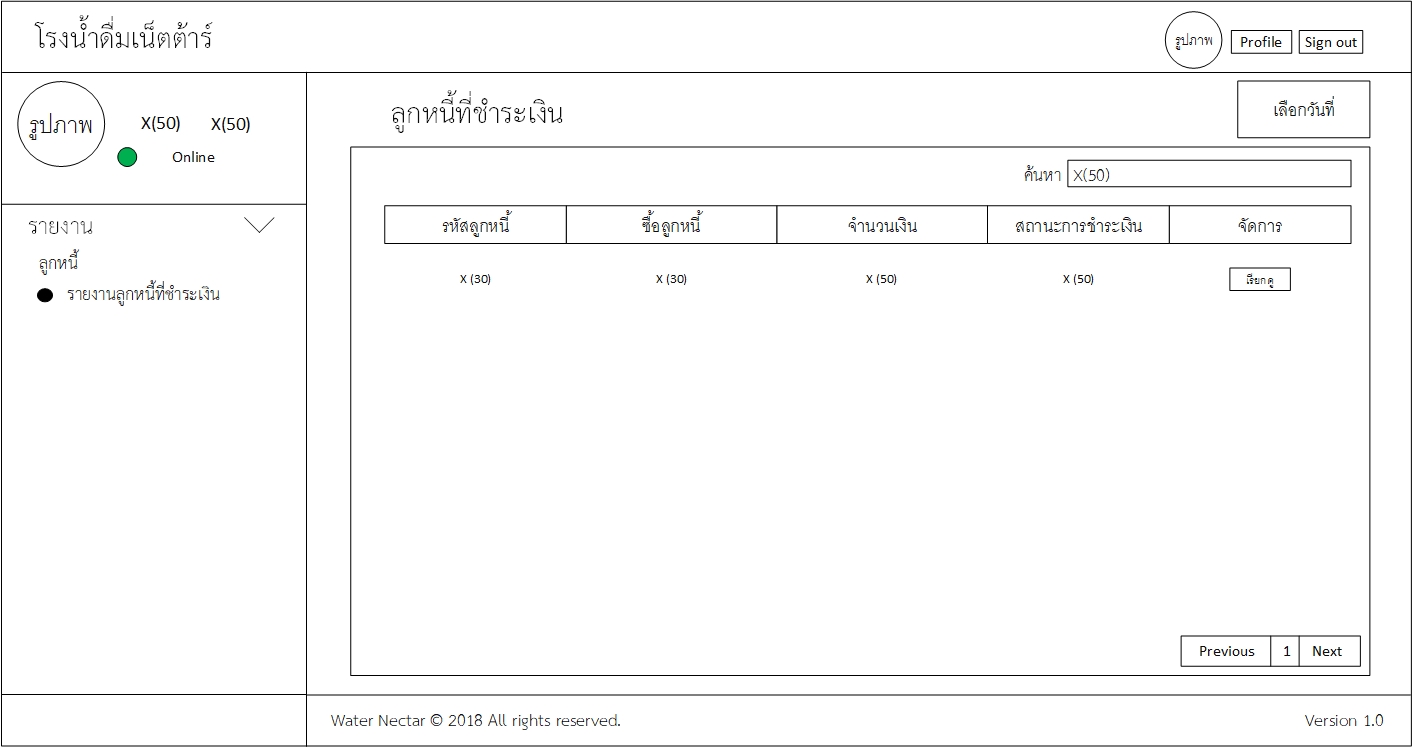 โรงน้ำดื่มเน็ตต้าร์
รูปภาพ Profile Sign out
รูปภาพ X(50) X(50)
Online
รายงาน
ลูกหนี้
รายงานลูกหนี้ที่ชำระเงิน
ลูกหนี้ที่ชำระเงิน
เลือกวันที่
ค้นหา X(50)
รหัสลูกหนี้ ชื่อลูกหนี้ จำนวนเงิน สถานะการชำระเงิน จัดการ
X (30) X (30) X (50) X (50) เรียกดู
Previous 1 Next
Water Nectar © 2018 All rights reserved. Version 1.0